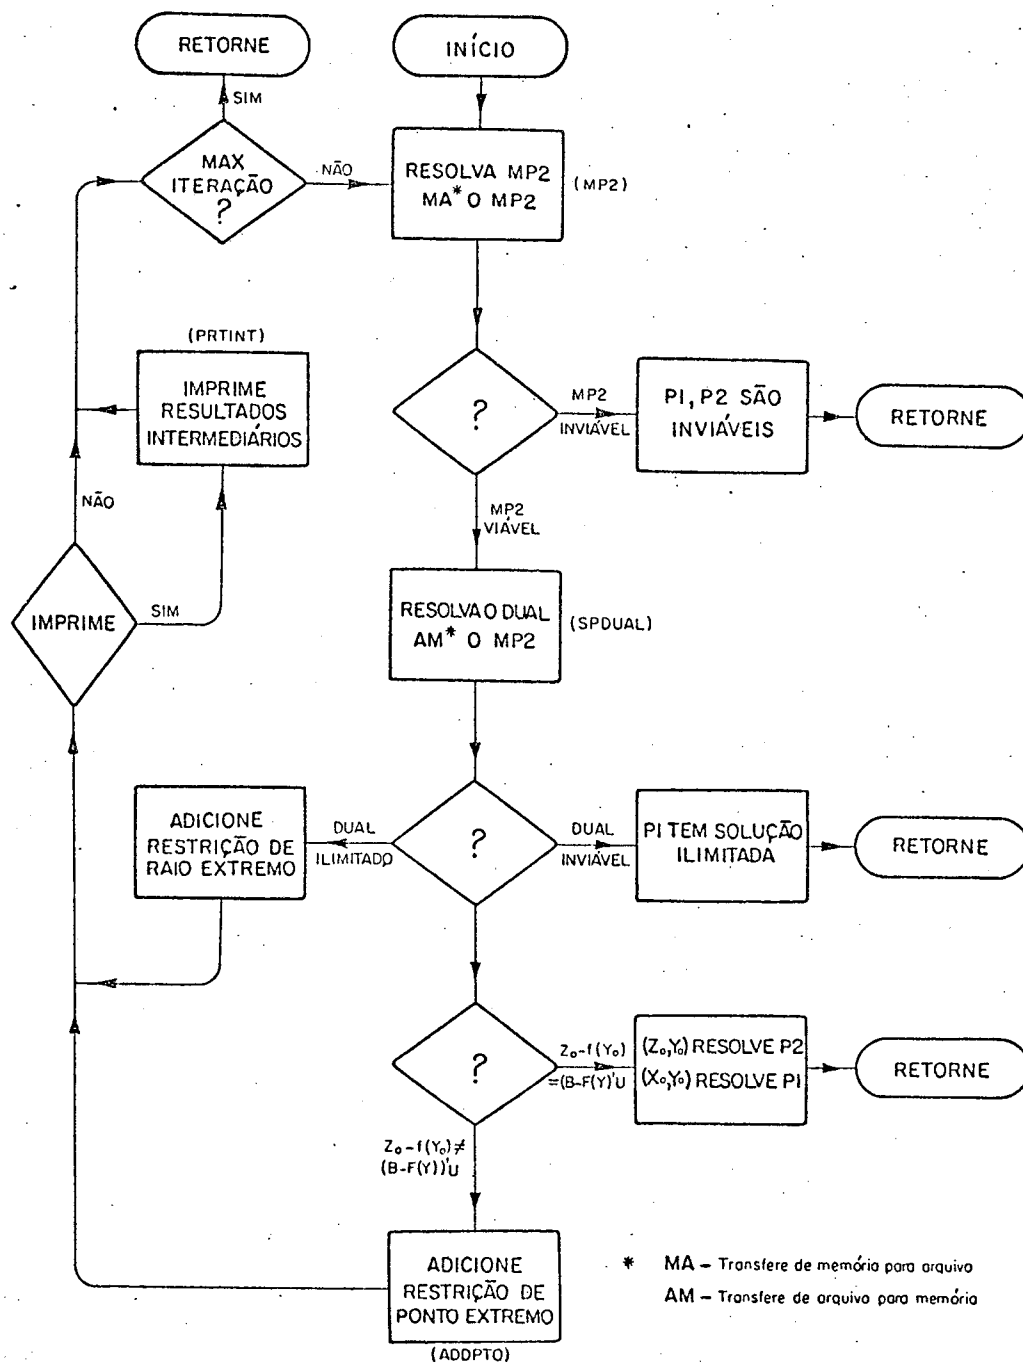 RETORNE
INÍCIO
SIM
MAX
ITERAÇÃO
?
NÃO
RESOLVA MP2
MA* O MP2
(MP2)
(PRTINT)
IMPRIME
RESULTADOS
INTERMEDIÁRIOS
?
MP2
INVIÁVEL
P1, P2 SÃO
INVIÁVEIS
RETORNE
NÃO
MP2
VIÁVEL
IMPRIME
SIM
RESOLVA O DUAL
AM* O MP2
(SPDUAL)
ADICIONE
RESTRIÇÃO DE
RAIO EXTREMO
DUAL
ILIMITADO
?
DUAL
INVIÁVEL
P1 TEM SOLUÇÃO
ILIMITADA
RETORNE
?
Z₀-f(Y₀)
=(B-F(Y)'U
(Z₀,Y₀) RESOLVE P2
(X₀,Y₀) RESOLVE P1
RETORNE
Z₀-f(Y₀)≠
(B-F(Y))'U
ADICIONE
RESTRIÇÃO DE
PONTO EXTREMO
(ADDPTO)
* MA - Transfere de memória para arquivo
AM - Transfere de arquivo para memória